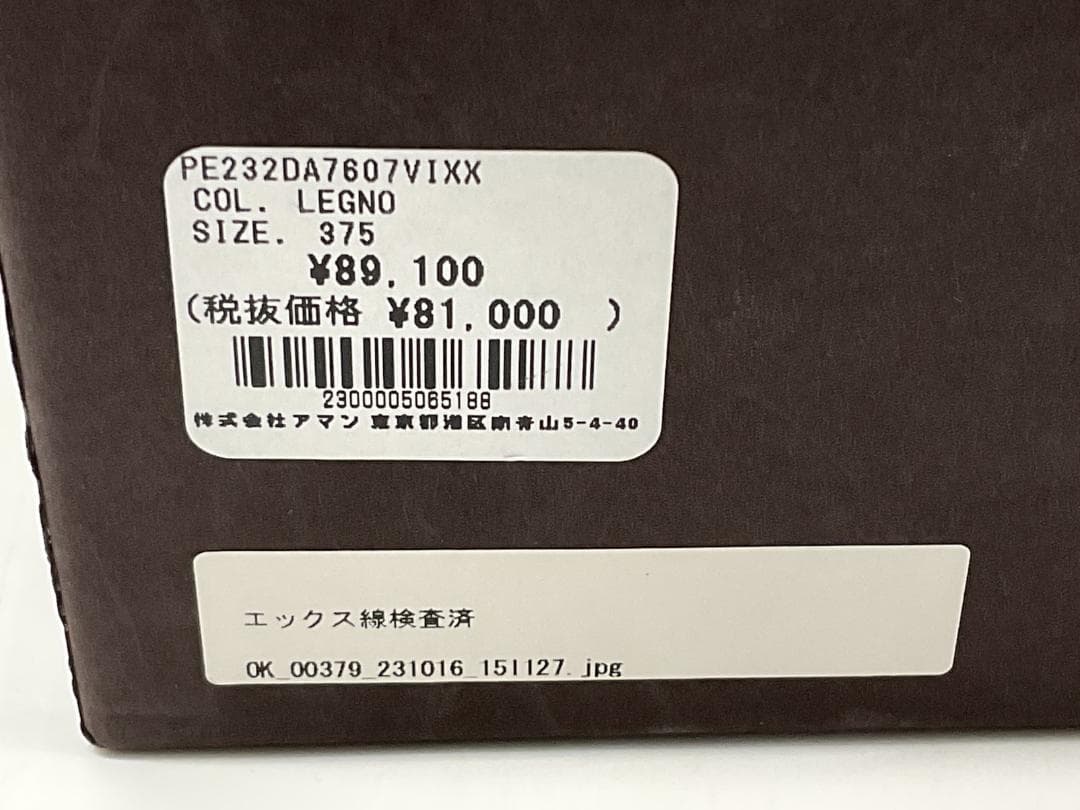 PE232DA7607VIXX
COL. LEGNO
SIZE. 375
¥89,100
(税抜価格 ¥81,000 )
2300005065188
株式会社アマン 東京都港区南青山5-4-40
エックス線検査済
OK_00379_231016_151127.jpg